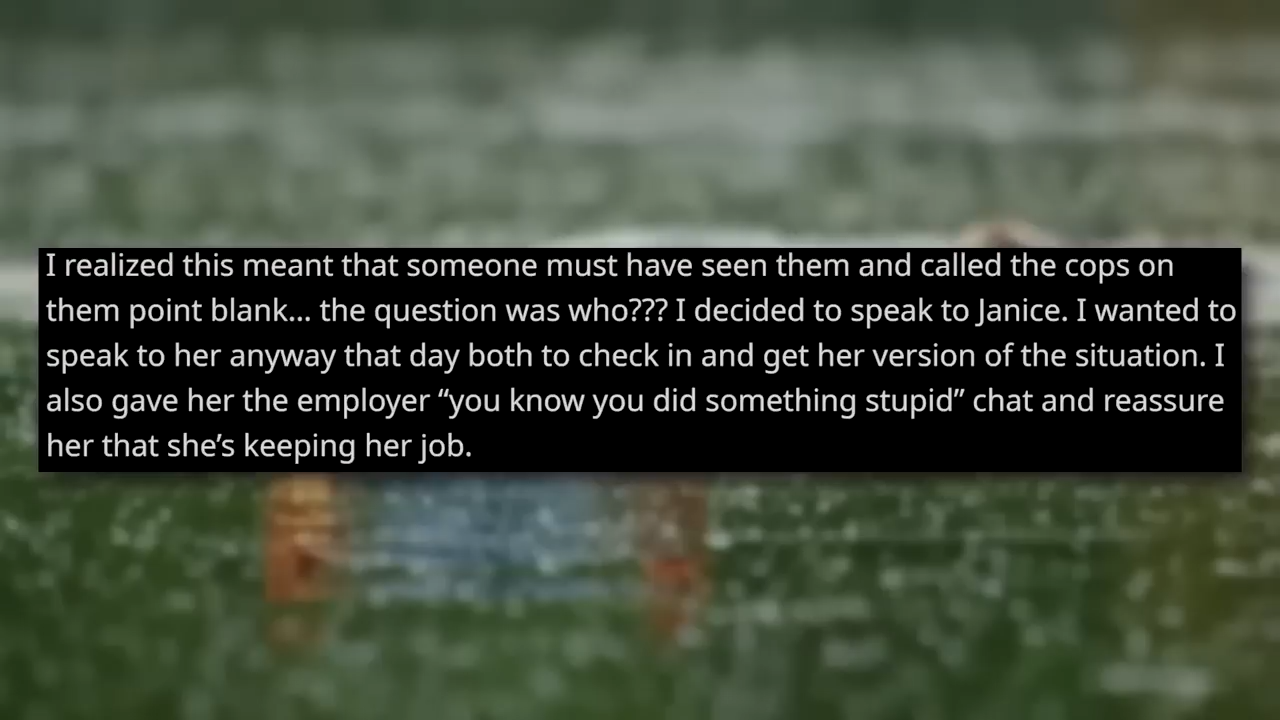 I realized this meant that someone must have seen them and called the cops on
them point blank... the question was who??? I decided to speak to Janice. I wanted to
speak to her anyway that day both to check in and get her version of the situation. I
also gave her the employer “you know you did something stupid” chat and reassure
her that she’s keeping her job.